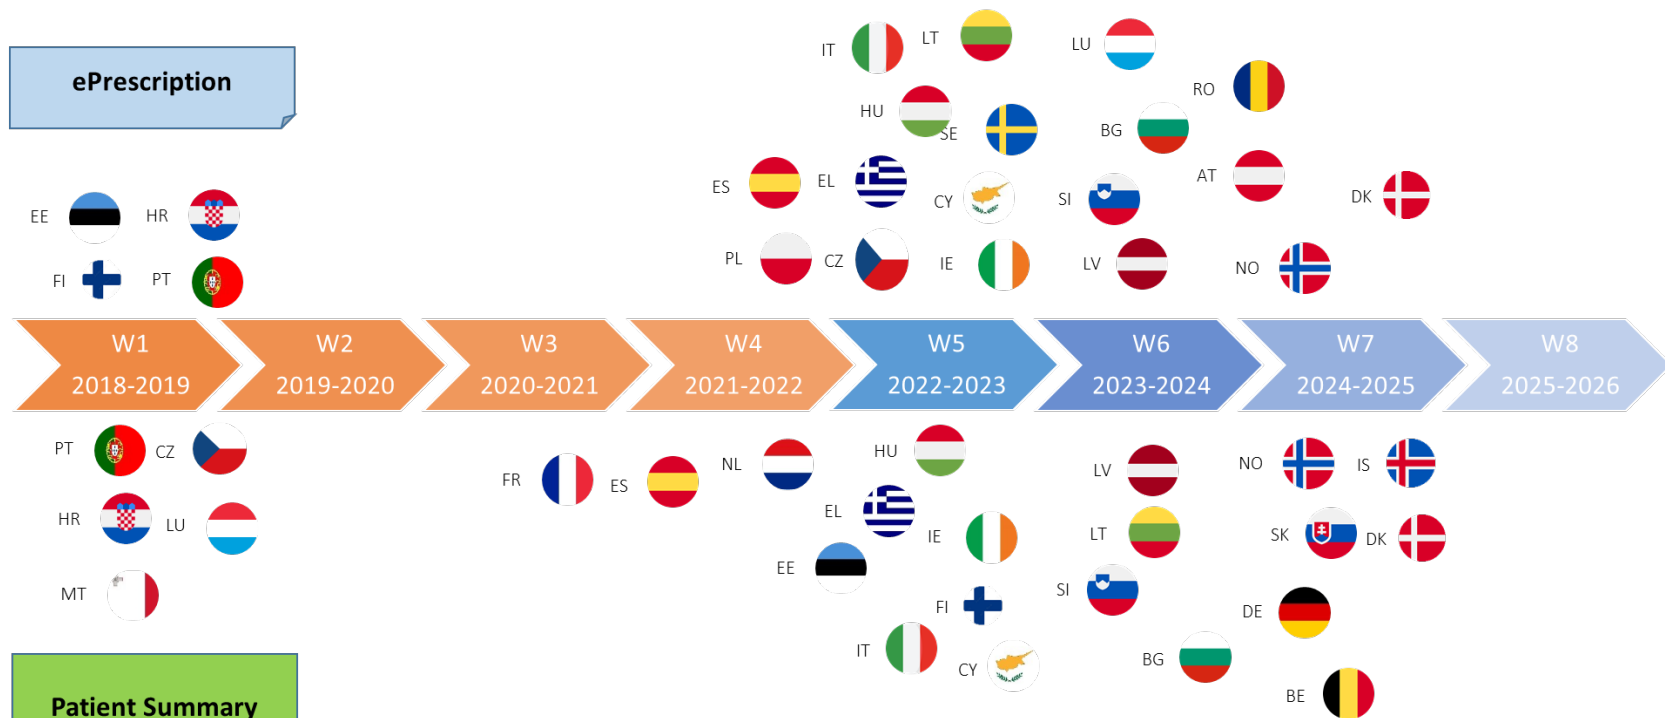 ePrescription
IT
LT
LU
RO
HU
SE
BG
ES
EL
CY
SI
AT
DK
EE
HR
PL
CZ
IE
LV
NO
FI
PT
W1
2018-2019
W2
2019-2020
W3
2020-2021
W4
2021-2022
W5
2022-2023
W6
2023-2024
W7
2024-2025
W8
2025-2026
PT
CZ
FR
ES
NL
HU
LV
NO
IS
HR
LU
EL
IE
LT
SK
DK
MT
EE
FI
SI
DE
IT
CY
BG
BE
Patient Summary